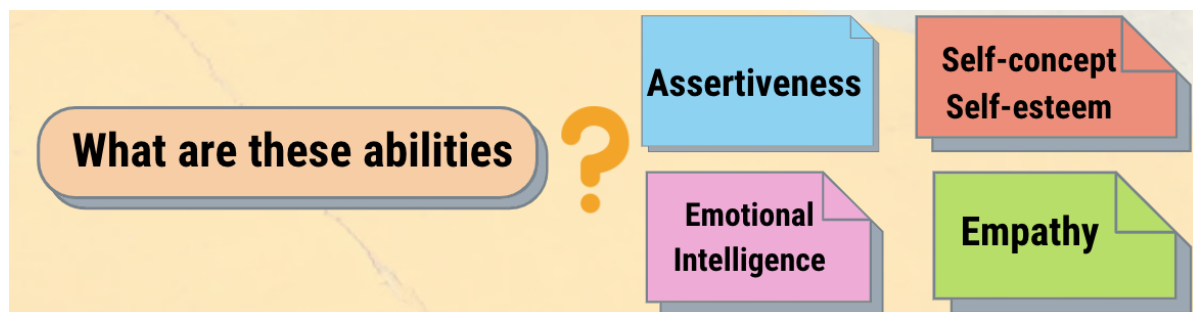 What are these abilities
?
Assertiveness
Self-concept
Self-esteem
Emotional
Intelligence
Empathy